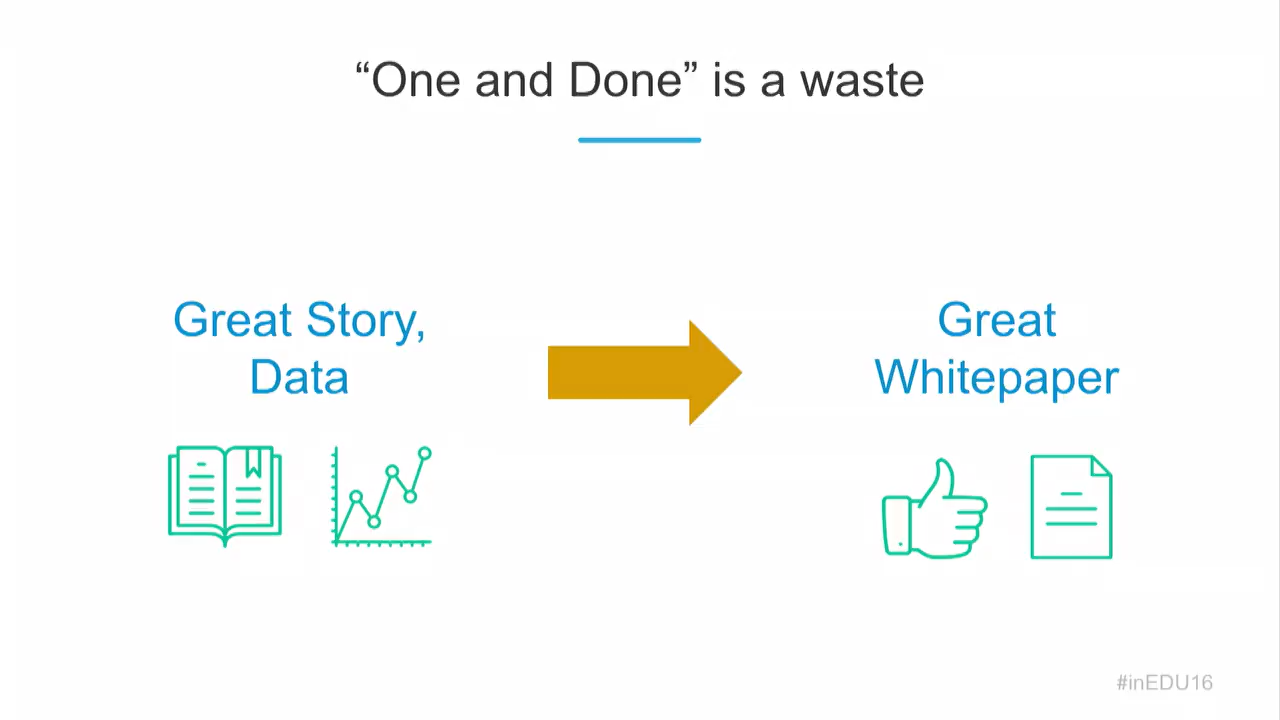 “One and Done” is a waste
Great Story,
Data
Great
Whitepaper
#inEDU16